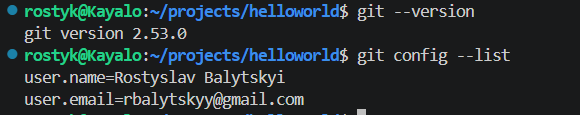 rostyk@Kayalo:~/projects/helloworld$ git --version
git version 2.53.0
rostyk@Kayalo:~/projects/helloworld$ git config --list
user.name=Rostyslav Balytskyi
user.email=rbalytskyy@gmail.com